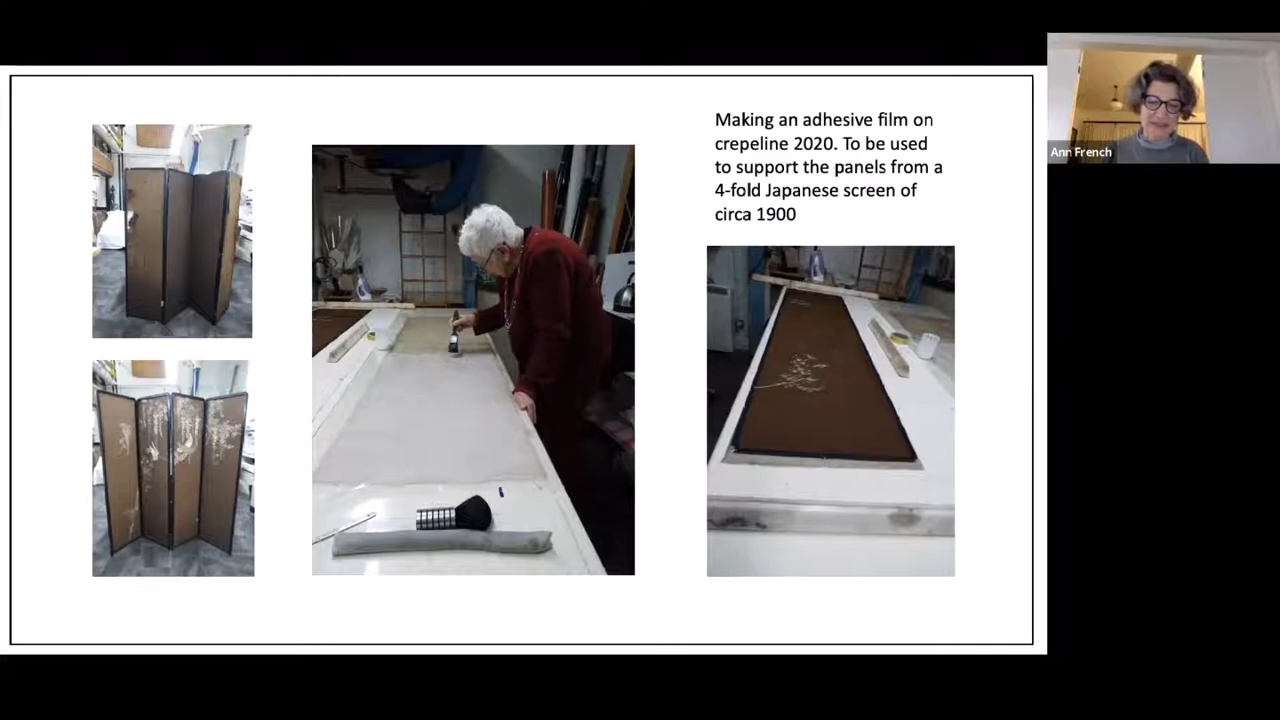 Making an adhesive film on
crepeline 2020. To be used
to support the panels from a
4-fold Japanese screen of
circa 1900
Ann French